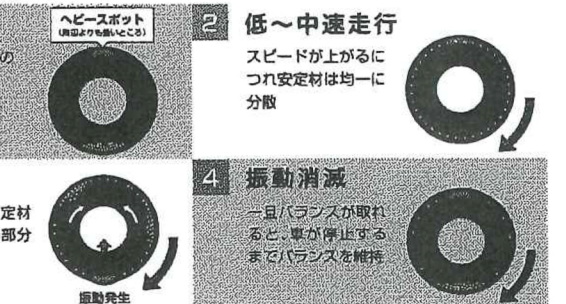 ヘビースポット
(周辺よりも重いところ)
の
2 低～中速走行
スピードが上がるに
つれ安定材は均一に
分散
定材
部分
振動発生
4 振動消滅
一旦バランスが取れ
ると、車が停止する
までバランスを維持